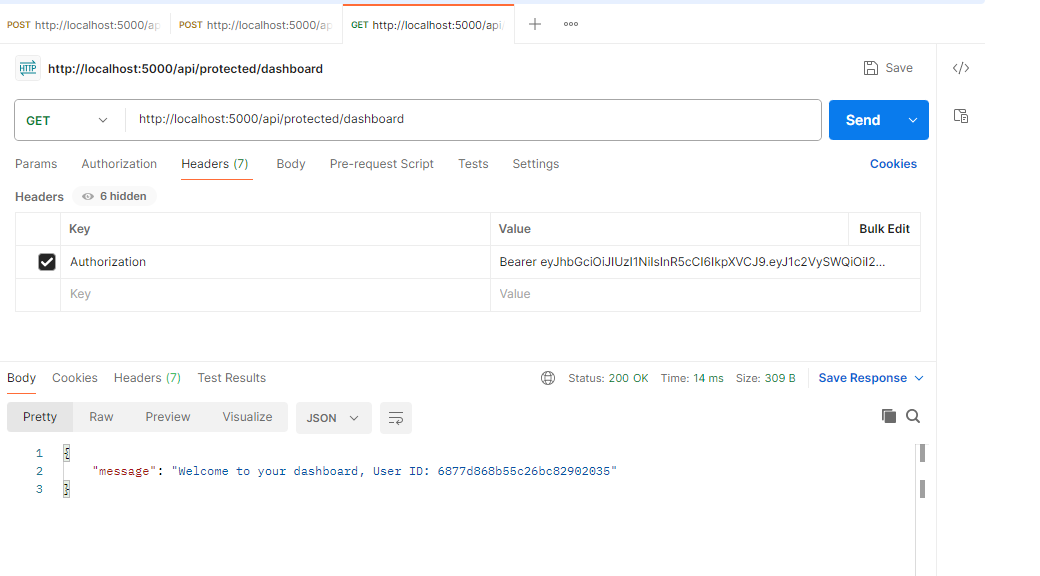 POST http://localhost:5000/ap POST http://localhost:5000/ap GET http://localhost:5000/api/
HTTP http://localhost:5000/api/protected/dashboard Save </>
GET http://localhost:5000/api/protected/dashboard Send
Params Authorization Headers (7) Body Pre-request Script Tests Settings Cookies
Headers 6 hidden
Key Value Bulk Edit
Authorization Bearer eyJhbGciOiJIUzI1NiIsInR5cCI6IkpXVCJ9.eyJ1c2VySWQiOiI2...
Key Value
Body Cookies Headers (7) Test Results Status: 200 OK Time: 14 ms Size: 309 B Save Response
Pretty Raw Preview Visualize JSON
1 {
2 "message": "Welcome to your dashboard, User ID: 6877d868b55c26bc82902035"
3 }